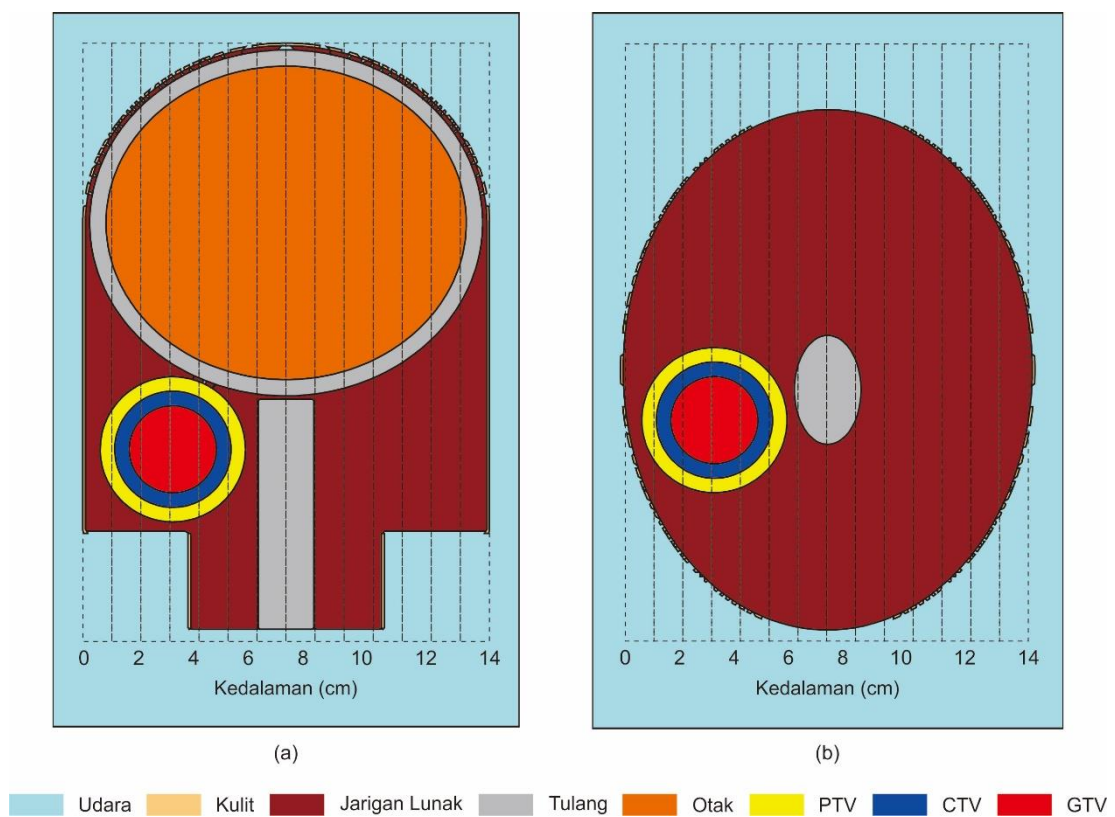 0 2 4 6 8 10 12 14
Kedalaman (cm)
(a)
0 2 4 6 8 10 12 14
Kedalaman (cm)
(b)
Udara Kulit Jarigan Lunak Tulang Otak PTV CTV GTV